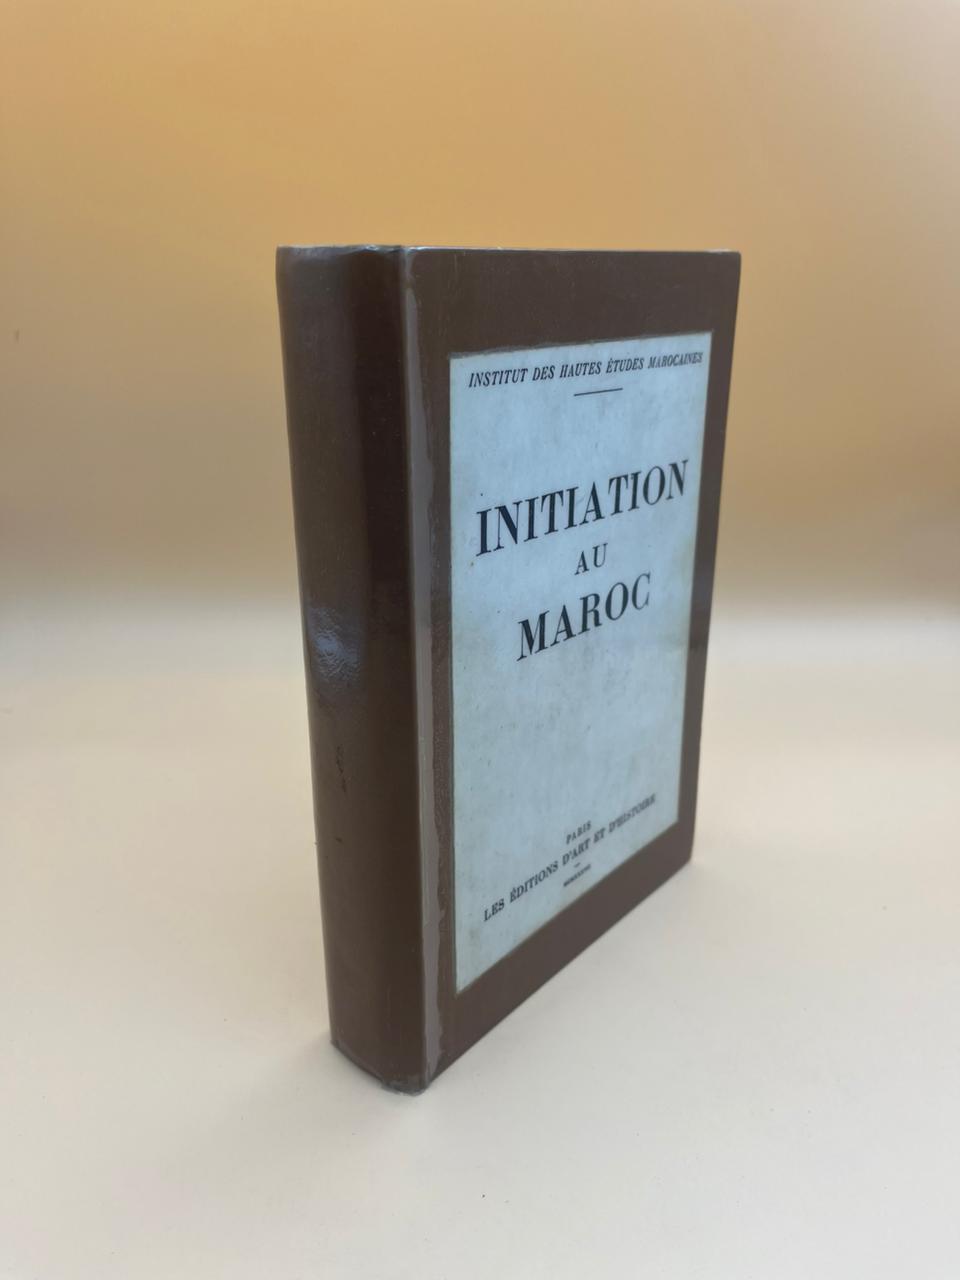 INSTITUT DES HAUTES ÉTUDES MAROCAINES
INITIATION
AU
MAROC
PARIS
LES ÉDITIONS D'ART ET D'HISTOIRE